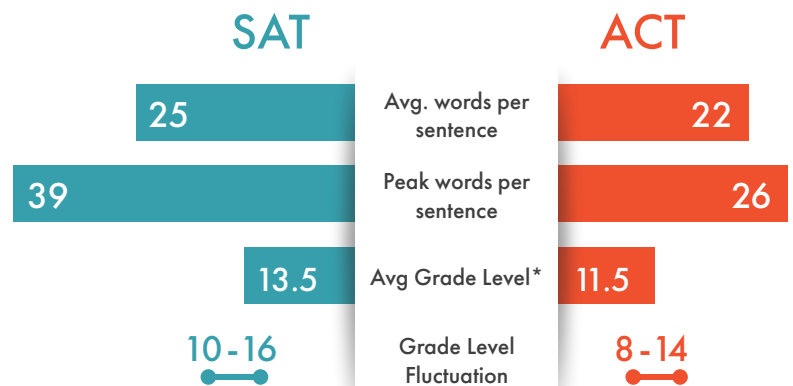 SAT ACT
25 Avg. words per 22
sentence
39 Peak words per 26
sentence
13.5 Avg Grade Level* 11.5
10-16 Grade Level 8-14
Fluctuation